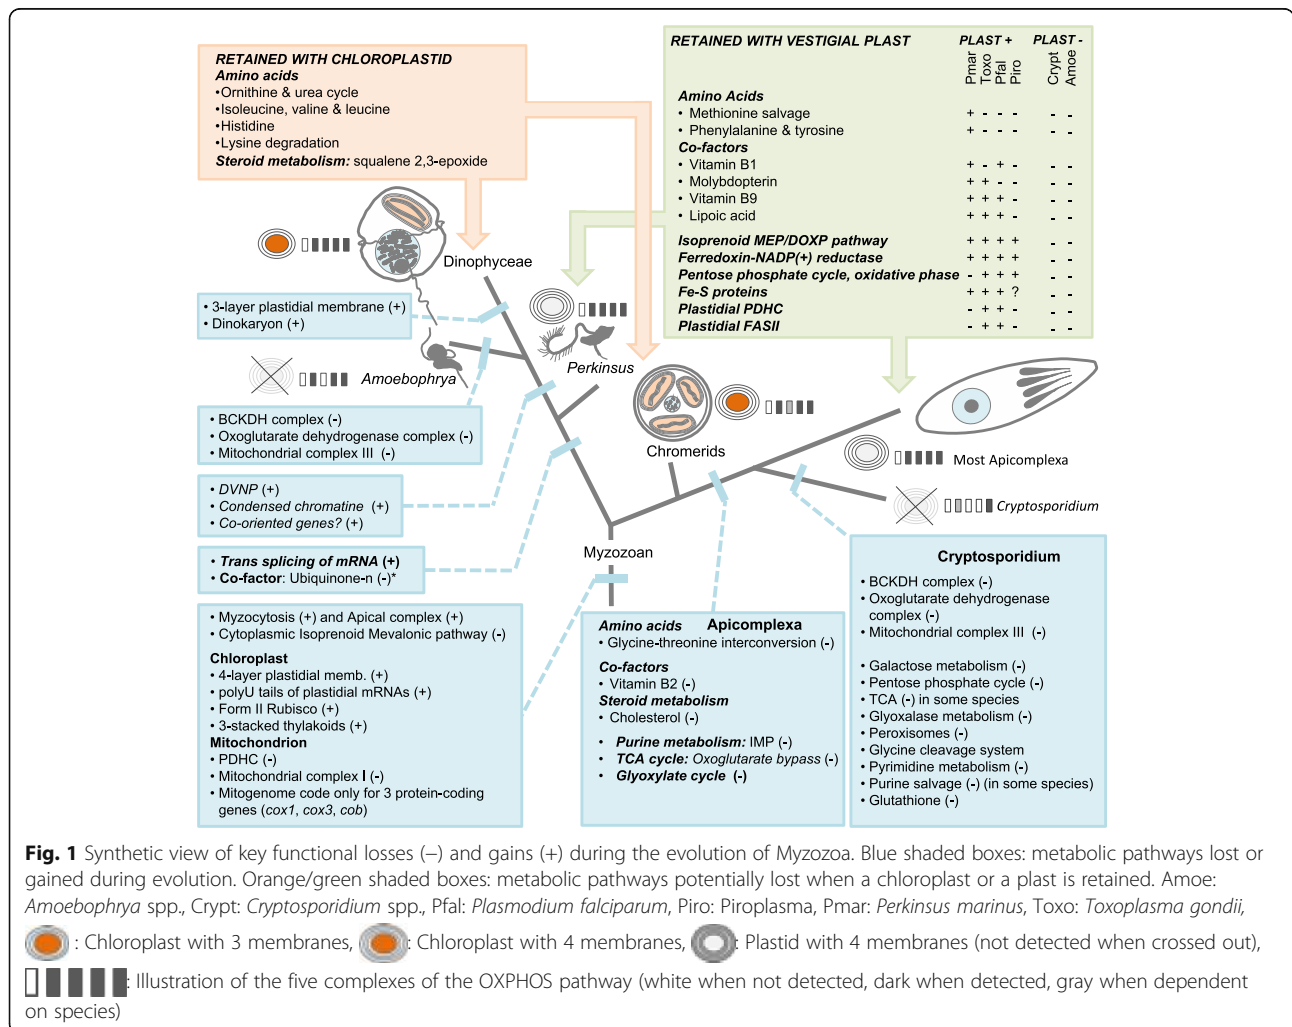 RETAINED WITH CHLOROPLASTID
Amino acids
•Ornithine & urea cycle
•Isoleucine, valine & leucine
•Histidine
•Lysine degradation
Steroid metabolism: squalene 2,3-epoxide
RETAINED WITH VESTIGIAL PLAST PLAST + PLAST -
Pmar Toxo Pfal Piro Crypt Amoe
Amino Acids
• Methionine salvage + - - - - -
• Phenylalanine & tyrosine + - - - - -
Co-factors
• Vitamin B1 + - + - - -
• Molybdopterin + + - - - -
• Vitamin B9 + + + - - -
• Lipoic acid + + + - - -
Isoprenoid MEP/DOXP pathway + + + + - -
Ferredoxin-NADP(+) reductase + + + + - -
Pentose phosphate cycle, oxidative phase - + + + - -
Fe-S proteins + + + ? - -
Plastidial PDHC - + + - - -
Plastidial FASII - + + - - -
Dinophyceae
• 3-layer plastidial membrane (+)
• Dinokaryon (+)
Amoebophrya
Perkinsus
Chromerids
Most Apicomplexa
Cryptosporidium
Myzozoan
• BCKDH complex (-)
• Oxoglutarate dehydrogenase complex (-)
• Mitochondrial complex III (-)
• DVNP (+)
• Condensed chromatine (+)
• Co-oriented genes? (+)
• Trans splicing of mRNA (+)
• Co-factor: Ubiquinone-n (-)*
• Myzocytosis (+) and Apical complex (+)
• Cytoplasmic Isoprenoid Mevalonic pathway (-)
Chloroplast
• 4-layer plastidial memb. (+)
• polyU tails of plastidial mRNAs (+)
• Form II Rubisco (+)
• 3-stacked thylakoids (+)
Mitochondrion
• PDHC (-)
• Mitochondrial complex I (-)
• Mitogenome code only for 3 protein-coding
genes (cox1, cox3, cob)
Amino acids Apicomplexa
• Glycine-threonine interconversion (-)
Co-factors
• Vitamin B2 (-)
Steroid metabolism
• Cholesterol (-)
• Purine metabolism: IMP (-)
• TCA cycle: Oxoglutarate bypass (-)
• Glyoxylate cycle (-)
Cryptosporidium
• BCKDH complex (-)
• Oxoglutarate dehydrogenase
complex (-)
• Mitochondrial complex III (-)
• Galactose metabolism (-)
• Pentose phosphate cycle (-)
• TCA (-) in some species
• Glyoxalase metabolism (-)
• Peroxisomes (-)
• Glycine cleavage system
• Pyrimidine metabolism (-)
• Purine salvage (-) (in some species)
• Glutathione (-)
Fig. 1 Synthetic view of key functional losses (−) and gains (+) during the evolution of Myzozoa. Blue shaded boxes: metabolic pathways lost or
gained during evolution. Orange/green shaded boxes: metabolic pathways potentially lost when a chloroplast or a plast is retained. Amoe:
Amoebophrya spp., Crypt: Cryptosporidium spp., Pfal: Plasmodium falciparum, Piro: Piroplasma, Pmar: Perkinsus marinus, Toxo: Toxoplasma gondii,
: Chloroplast with 3 membranes, : Chloroplast with 4 membranes, : Plastid with 4 membranes (not detected when crossed out),
: Illustration of the five complexes of the OXPHOS pathway (white when not detected, dark when detected, gray when dependent
on species)